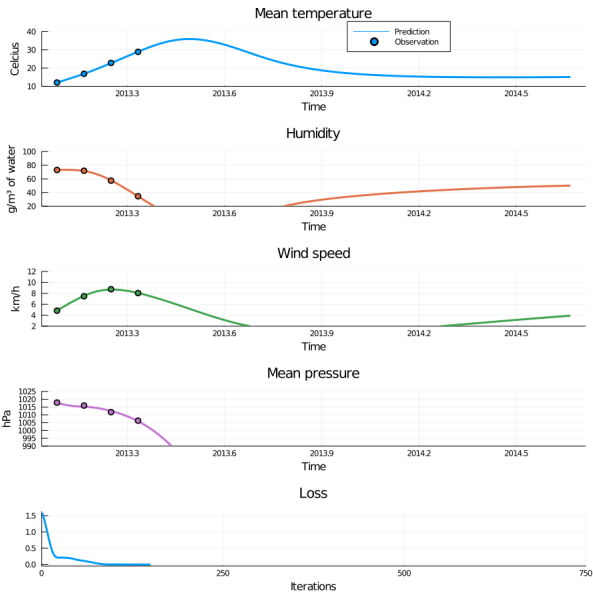 Mean temperature
Prediction
Observation
40
30
20
10
Celcius
2013.3 2013.6 2013.9 2014.2 2014.5
Time
Humidity
100
80
60
40
20
g/m³ of water
2013.3 2013.6 2013.9 2014.2 2014.5
Time
Wind speed
12
10
8
6
4
2
km/h
2013.3 2013.6 2013.9 2014.2 2014.5
Time
Mean pressure
1025
1020
1015
1010
1005
1000
995
990
hPa
2013.3 2013.6 2013.9 2014.2 2014.5
Time
Loss
1.5
1.0
0.5
0.0
0 250 500 750
Iterations